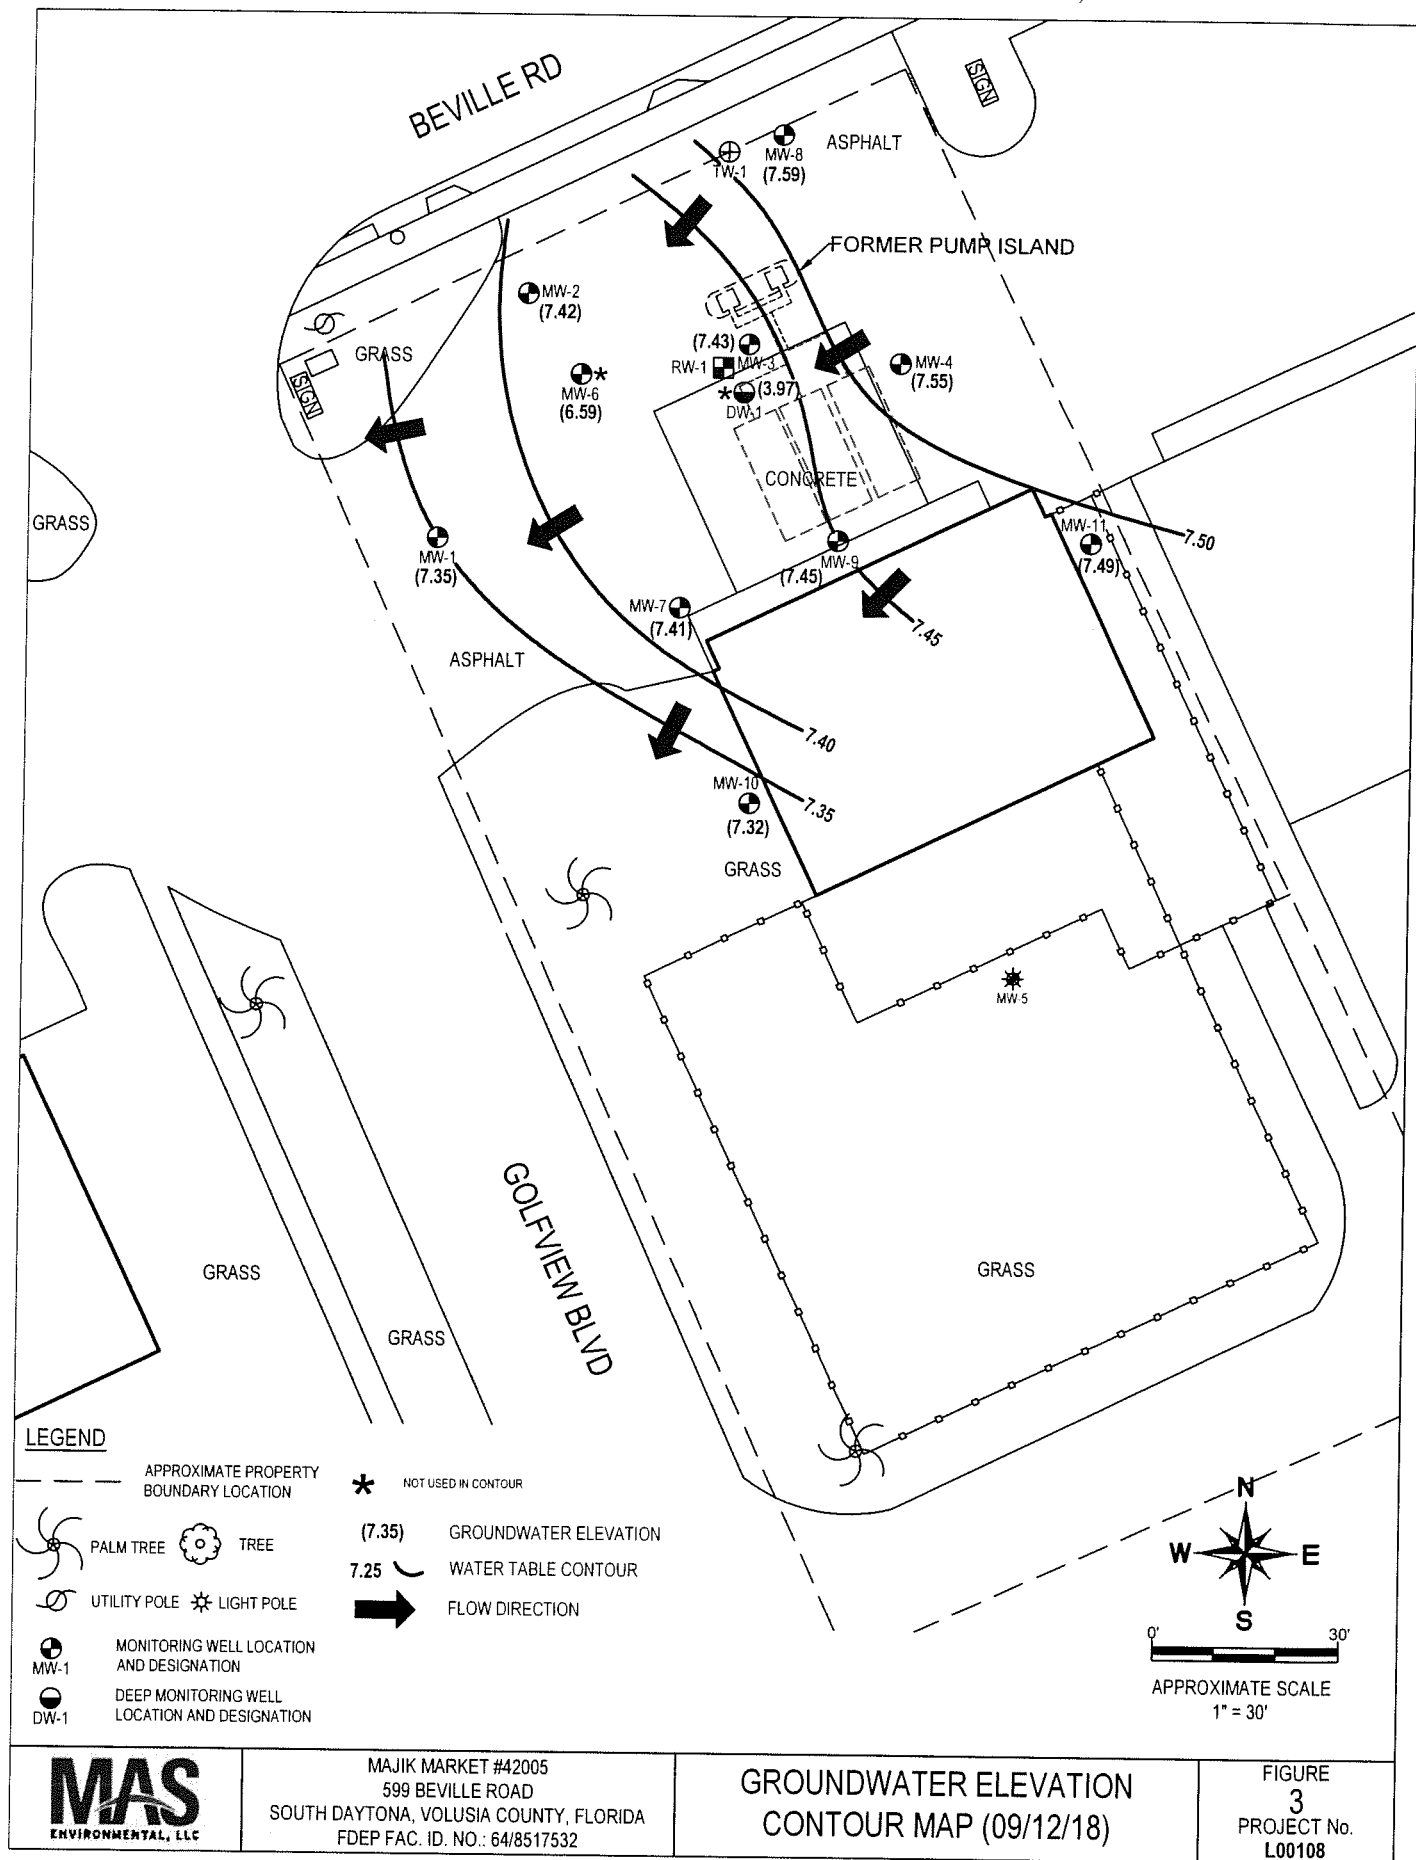 BEVILLE RD
SIGN
TW-1
MW-8
(7.59)
ASPHALT
FORMER PUMP ISLAND
MW-2
(7.42)
GRASS
SIGN
MW-6
*
(6.59)
(7.43)
MW-3
RW-1
* (3.97)
DW-1
MW-4
(7.55)
CONCRETE
GRASS
MW-1
(7.35)
MW-9
(7.45)
MW-11
(7.49)
7.50
MW-7
(7.41)
7.45
ASPHALT
7.40
MW-10
(7.32)
7.35
GRASS
MW-5
GOLFVIEW BLVD
GRASS
GRASS
GRASS
LEGEND
APPROXIMATE PROPERTY
BOUNDARY LOCATION
* NOT USED IN CONTOUR
PALM TREE
TREE
(7.35) GROUNDWATER ELEVATION
7.25 WATER TABLE CONTOUR
UTILITY POLE
LIGHT POLE
FLOW DIRECTION
MW-1
MONITORING WELL LOCATION
AND DESIGNATION
DW-1
DEEP MONITORING WELL
LOCATION AND DESIGNATION
N
W E
S
0' 30'
APPROXIMATE SCALE
1" = 30'
MAS
ENVIRONMENTAL, LLC
MAJIK MARKET #42005
599 BEVILLE ROAD
SOUTH DAYTONA, VOLUSIA COUNTY, FLORIDA
FDEP FAC. ID. NO.: 64/8517532
GROUNDWATER ELEVATION
CONTOUR MAP (09/12/18)
FIGURE
3
PROJECT No.
L00108